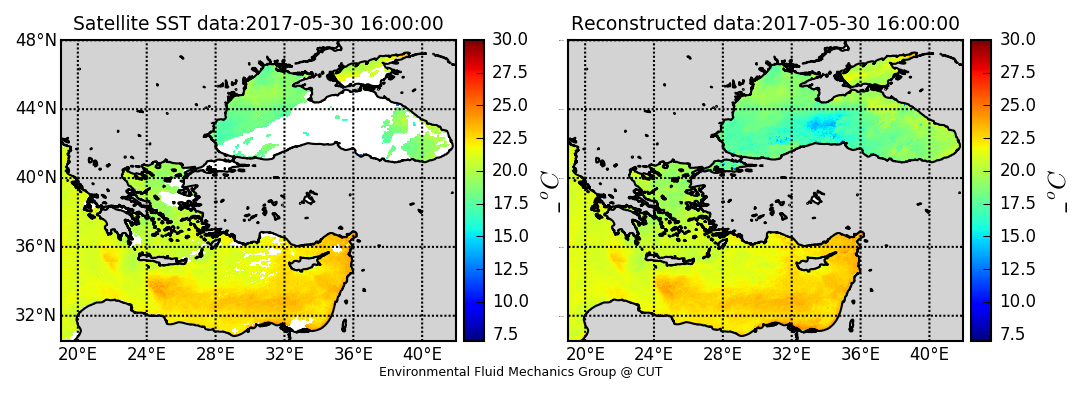 Satellite SST data:2017-05-30 16:00:00
Reconstructed data:2017-05-30 16:00:00
48°N
44°N
40°N
36°N
32°N
20°E 24°E 28°E 32°E 36°E 40°E
30.0
27.5
25.0
22.5
20.0
17.5
15.0
12.5
10.0
7.5
_ °C
20°E 24°E 28°E 32°E 36°E 40°E
30.0
27.5
25.0
22.5
20.0
17.5
15.0
12.5
10.0
7.5
_ °C
Environmental Fluid Mechanics Group @ CUT